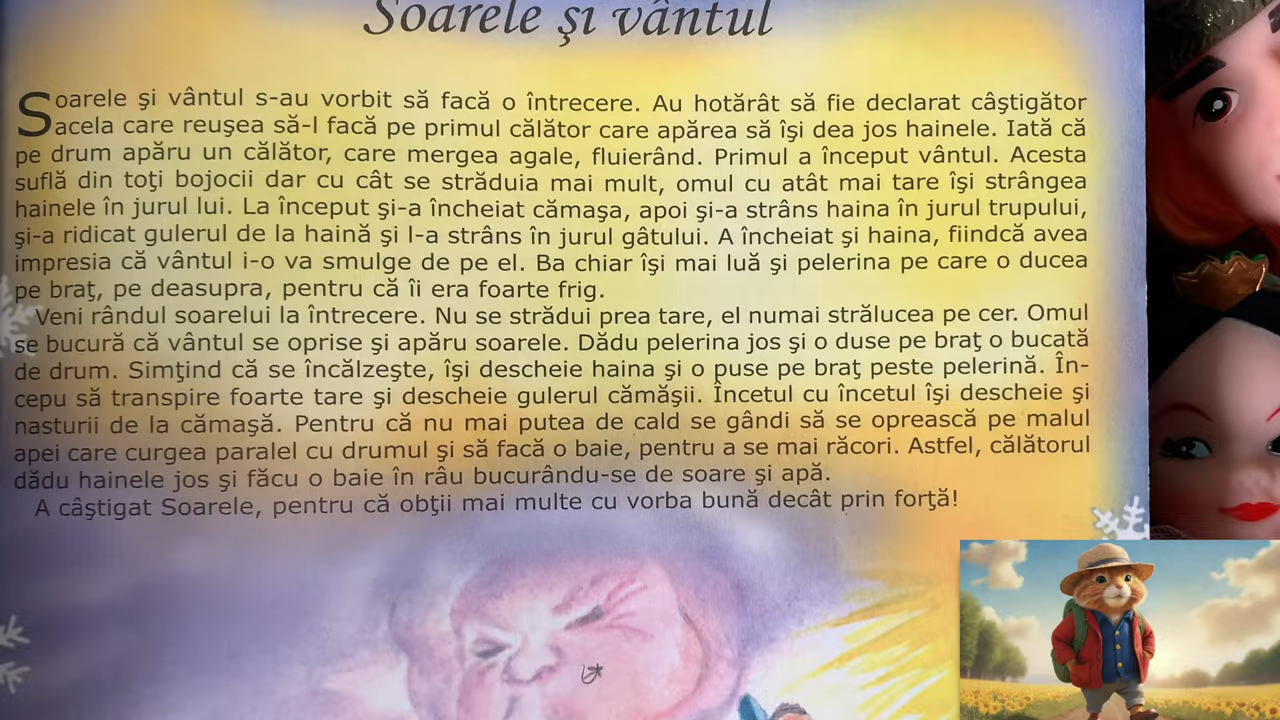 Soarele şi vântul
Soarele şi vântul s-au vorbit să facă o întrecere. Au hotărât să fie declarat câştigător
acela care reuşea să-l facă pe primul călător care apărea să îşi dea jos hainele. Iată că
pe drum apăru un călător, care mergea agale, fluierând. Primul a început vântul. Acesta
suflă din toţi bojocii dar cu cât se străduia mai mult, omul cu atât mai tare îşi strângea
hainele în jurul lui. La început şi-a încheiat cămaşa, apoi şi-a strâns haina în jurul trupului,
şi-a ridicat gulerul de la haină şi l-a strâns în jurul gâtului. A încheiat şi haina, fiindcă avea
impresia că vântul i-o va smulge de pe el. Ba chiar îşi mai luă şi pelerina pe care o ducea
pe braţ, pe deasupra, pentru că îi era foarte frig.
Veni rândul soarelui la întrecere. Nu se strădui prea tare, el numai strălucea pe cer. Omul
se bucură că vântul se oprise şi apăru soarele. Dădu pelerina jos şi o duse pe braţ o bucată
de drum. Simţind că se încălzeşte, îşi descheie haina şi o puse pe braţ peste pelerină. În-
cepu să transpire foarte tare şi descheie gulerul cămăşii. Încetul cu încetul îşi descheie şi
nasturii de la cămaşă. Pentru că nu mai putea de cald se gândi să se oprească pe malul
apei care curgea paralel cu drumul şi să facă o baie, pentru a se mai răcori. Astfel, călătorul
dădu hainele jos şi făcu o baie în râu bucurându-se de soare şi apă.
A câştigat Soarele, pentru că obţii mai multe cu vorba bună decât prin forţă!